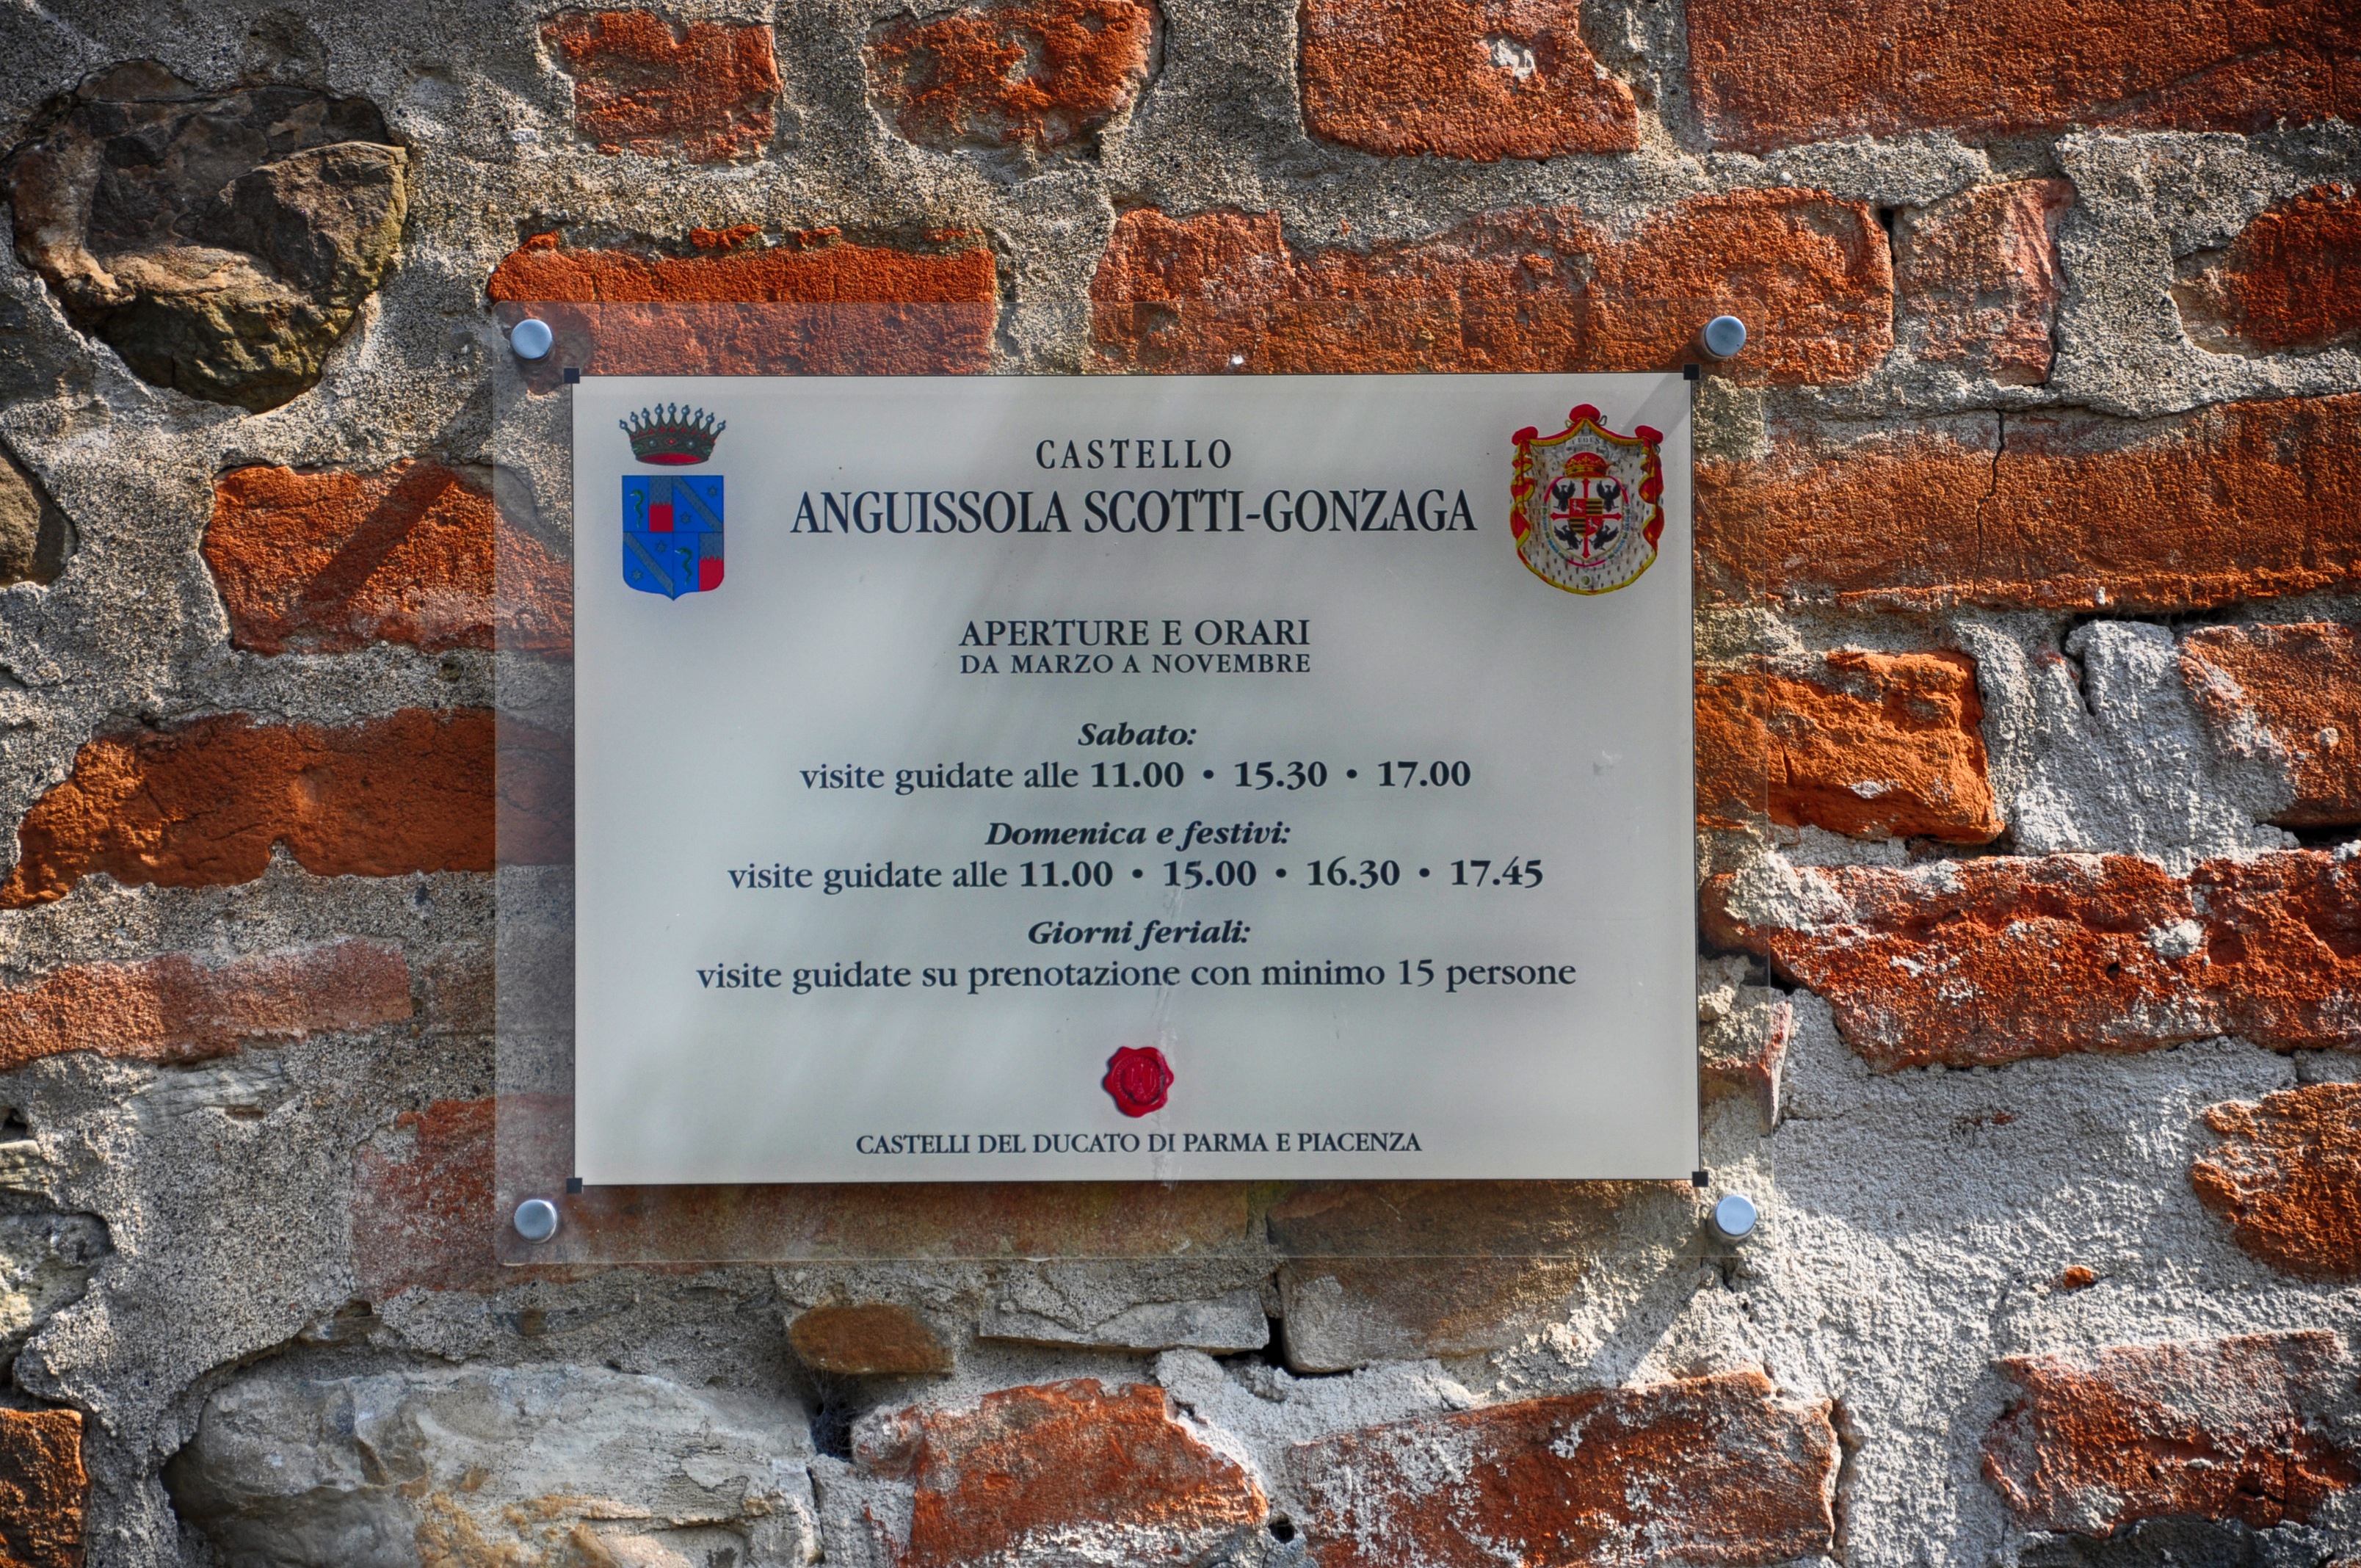 CASTELLO
ANGUISSOLA SCOTTI-GONZAGA
APERTURE E ORARI
DA MARZO A NOVEMBRE
Sabato:
visite guidate alle 11.00 • 15.30 • 17.00
Domenica e festivi:
visite guidate alle 11.00 • 15.00 • 16.30 • 17.45
Giorni feriali:
visite guidate su prenotazione con minimo 15 persone
CASTELLI DEL DUCATO DI PARMA E PIACENZA